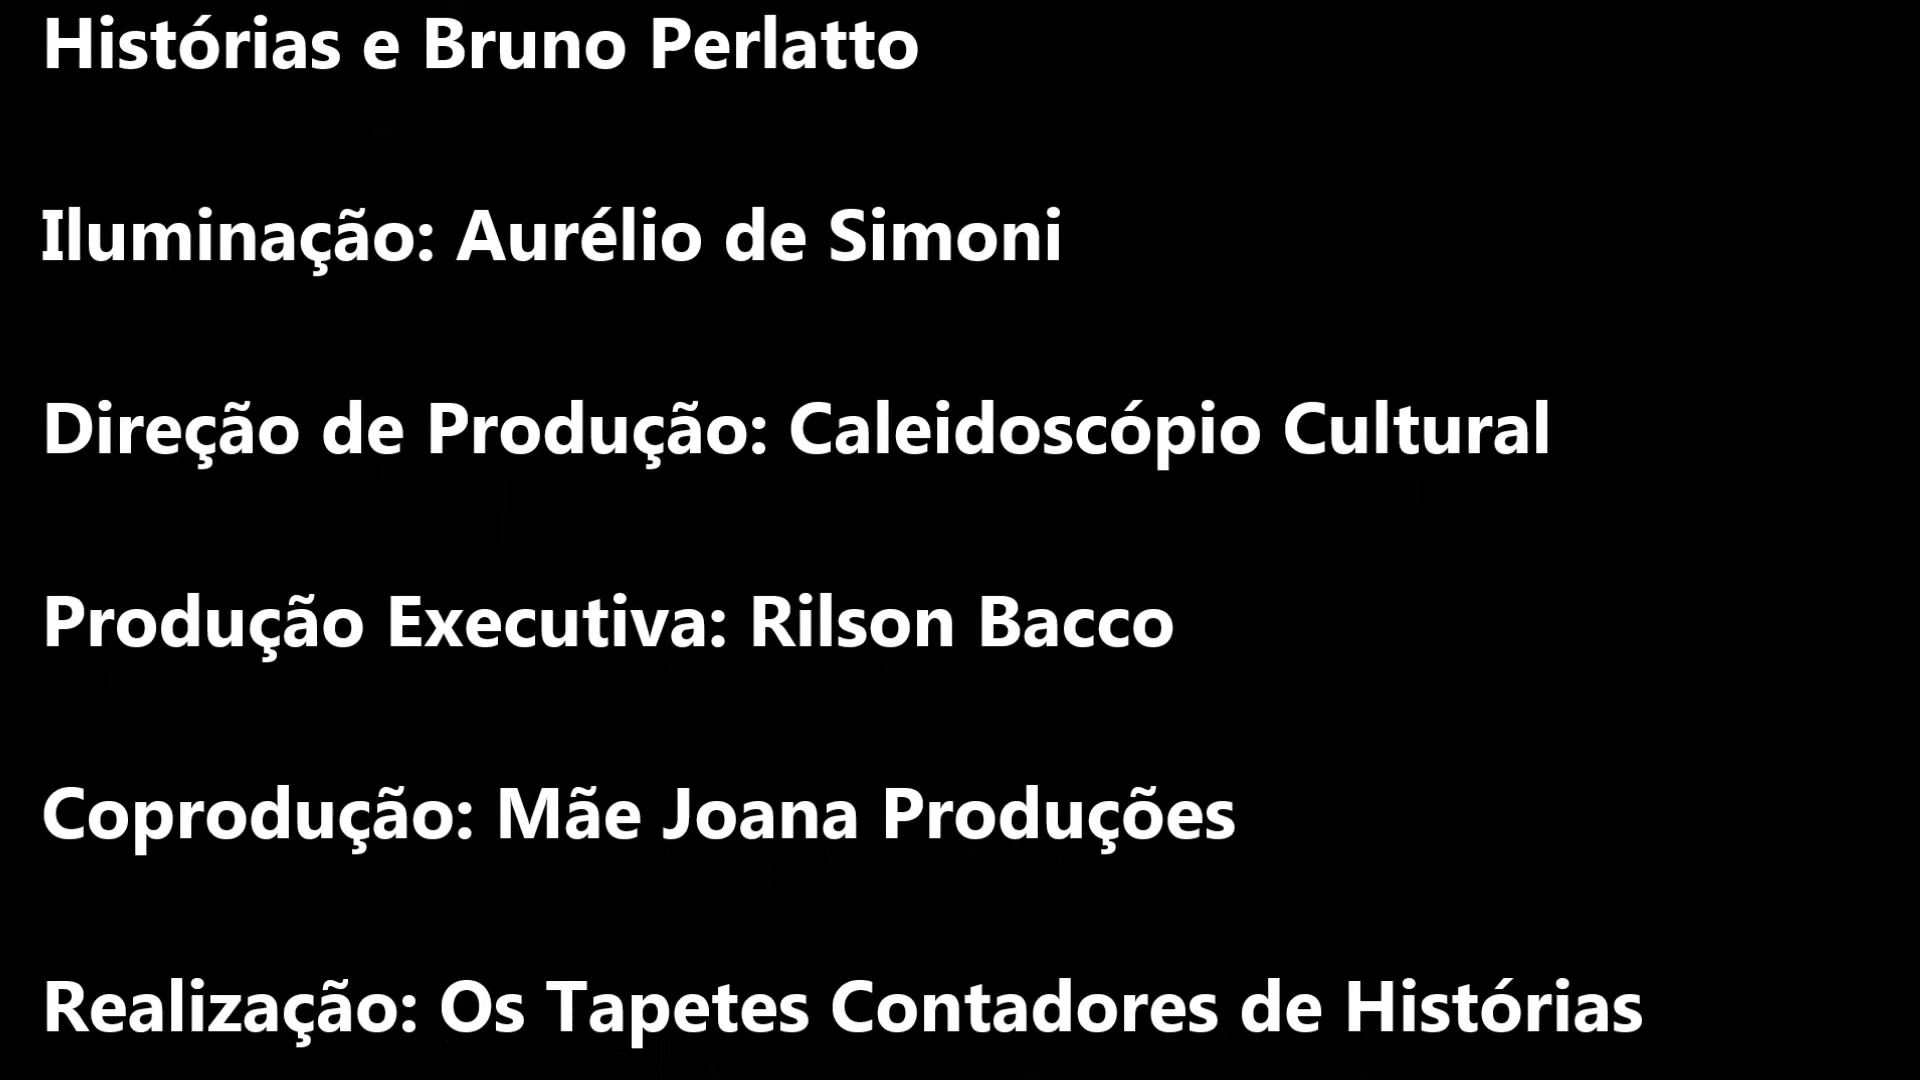 Histórias e Bruno Perlatto
Iluminação: Aurélio de Simoni
Direção de Produção: Caleidoscópio Cultural
Produção Executiva: Rilson Bacco
Coprodução: Mãe Joana Produções
Realização: Os Tapetes Contadores de Histórias